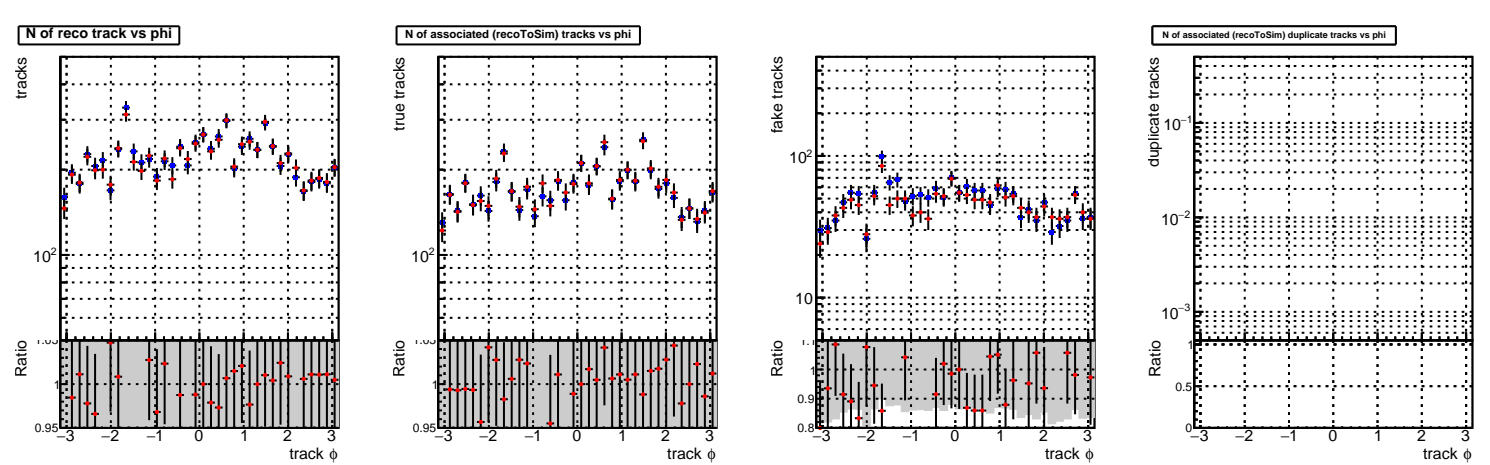 N of reco track vs phi
tracks
10²
Ratio
1
0.95
−3 −2 −1 0 1 2 3
track ϕ
N of associated (recoToSim) tracks vs phi
true tracks
10²
Ratio
1
0.95
−3 −2 −1 0 1 2 3
track ϕ
fake tracks
10²
10
Ratio
1.1
1
0.9
0.8
−3 −2 −1 0 1 2 3
track ϕ
N of associated (recoToSim) duplicate tracks vs phi
duplicate tracks
10⁻¹
10⁻²
10⁻³
Ratio
1
0.5
0
−3 −2 −1 0 1 2 3
track ϕ